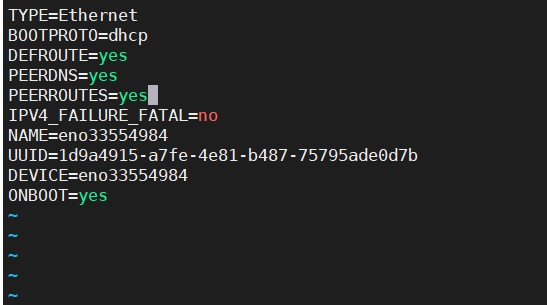 TYPE=Ethernet
BOOTPROTO=dhcp
DEFROUTE=yes
PEERDNS=yes
PEERROUTES=yes
IPV4_FAILURE_FATAL=no
NAME=eno33554984
UUID=1d9a4915-a7fe-4e81-b487-75795ade0d7b
DEVICE=eno33554984
ONBOOT=yes
~
~
~
~
~